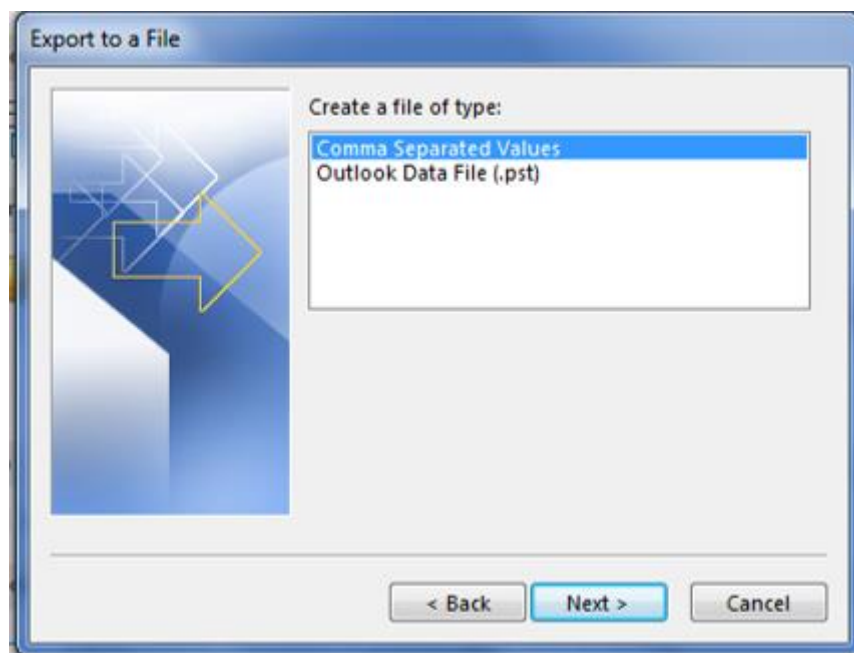 Export to a File
Create a file of type:
Comma Separated Values
Outlook Data File (.pst)
< Back
Next >
Cancel